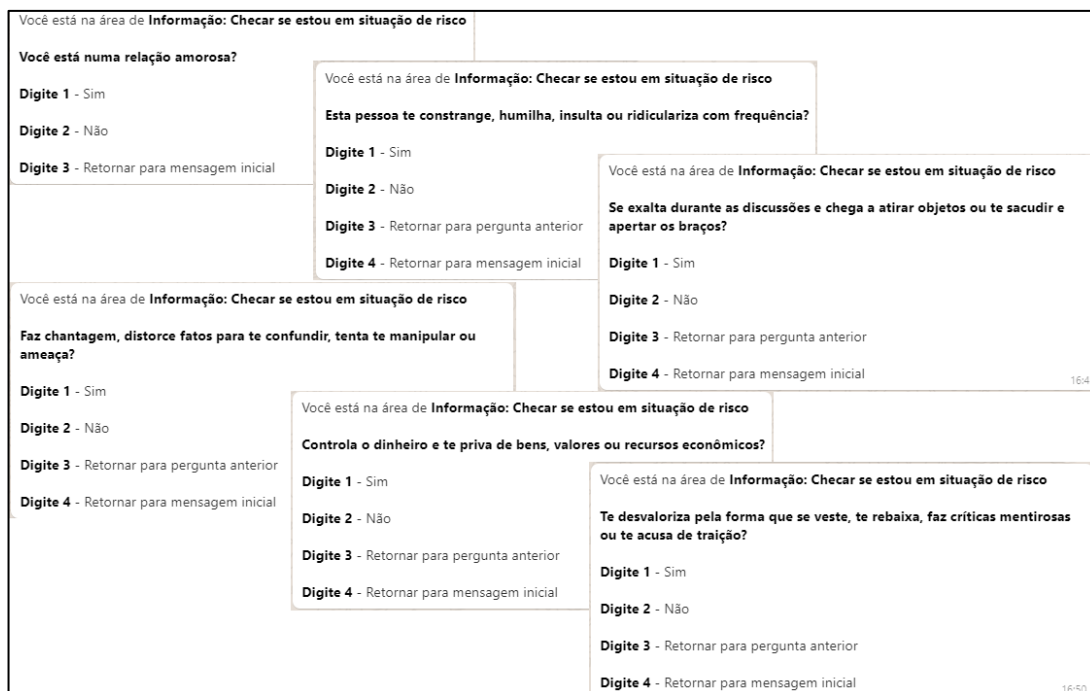 Você está na área de Informação: Checar se estou em situação de risco
Você está numa relação amorosa?
Digite 1 - Sim
Digite 2 - Não
Digite 3 - Retornar para mensagem inicial
Você está na área de Informação: Checar se estou em situação de risco
Esta pessoa te constrange, humilha, insulta ou ridiculariza com frequência?
Digite 1 - Sim
Digite 2 - Não
Digite 3 - Retornar para pergunta anterior
Digite 4 - Retornar para mensagem inicial
Você está na área de Informação: Checar se estou em situação de risco
Se exalta durante as discussões e chega a atirar objetos ou te sacudir e
apertar os braços?
Digite 1 - Sim
Digite 2 - Não
Digite 3 - Retornar para pergunta anterior
Digite 4 - Retornar para mensagem inicial
Você está na área de Informação: Checar se estou em situação de risco
Faz chantagem, distorce fatos para te confundir, tenta te manipular ou
ameaça?
Digite 1 - Sim
Digite 2 - Não
Digite 3 - Retornar para pergunta anterior
Digite 4 - Retornar para mensagem inicial
Você está na área de Informação: Checar se estou em situação de risco
Controla o dinheiro e te priva de bens, valores ou recursos econômicos?
Digite 1 - Sim
Digite 2 - Não
Digite 3 - Retornar para pergunta anterior
Digite 4 - Retornar para mensagem inicial
Você está na área de Informação: Checar se estou em situação de risco
Te desvaloriza pela forma que se veste, te rebaixa, faz críticas mentirosas
ou te acusa de traição?
Digite 1 - Sim
Digite 2 - Não
Digite 3 - Retornar para pergunta anterior
Digite 4 - Retornar para mensagem inicial
16:50